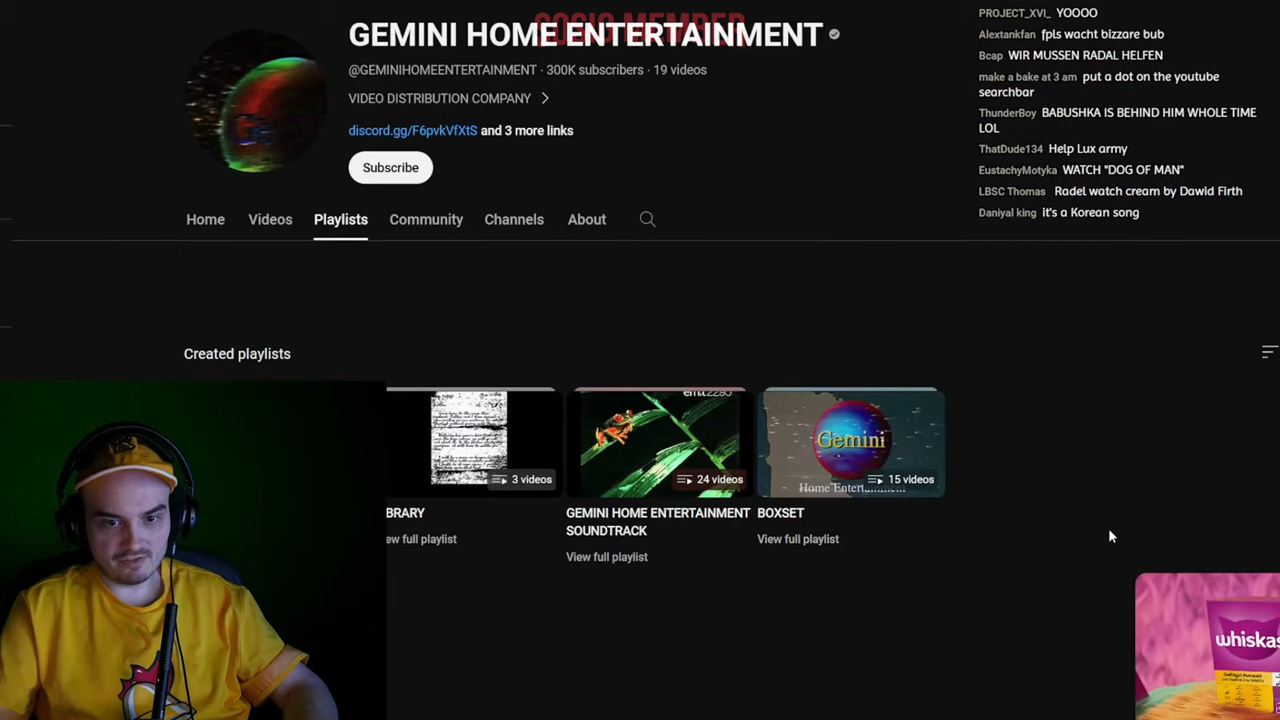 SOSIS MEMBER
GEMINI HOME ENTERTAINMENT
@GEMINIHOMEENTERTAINMENT · 300K subscribers · 19 videos
VIDEO DISTRIBUTION COMPANY
discord.gg/F6pvkVfXtS and 3 more links
Subscribe
Home Videos Playlists Community Channels About
PROJECT_XVI_ YOOOO
Alextankfan fpls wacht bizzare bub
Bcap WIR MUSSEN RADAL HELFEN
make a bake at 3 am put a dot on the youtube
searchbar
ThunderBoy BABUSHKA IS BEHIND HIM WHOLE TIME
LOL
ThatDude134 Help Lux army
EustachyMotyka WATCH "DOG OF MAN"
LBSC Thomas Radel watch cream by Dawid Firth
Daniyal king it's a Korean song
Created playlists
3 videos
24 videos
Gemini
Home Entertainment
15 videos
BRARY
ew full playlist
GEMINI HOME ENTERTAINMENT
SOUNDTRACK
View full playlist
BOXSET
View full playlist
whiskas